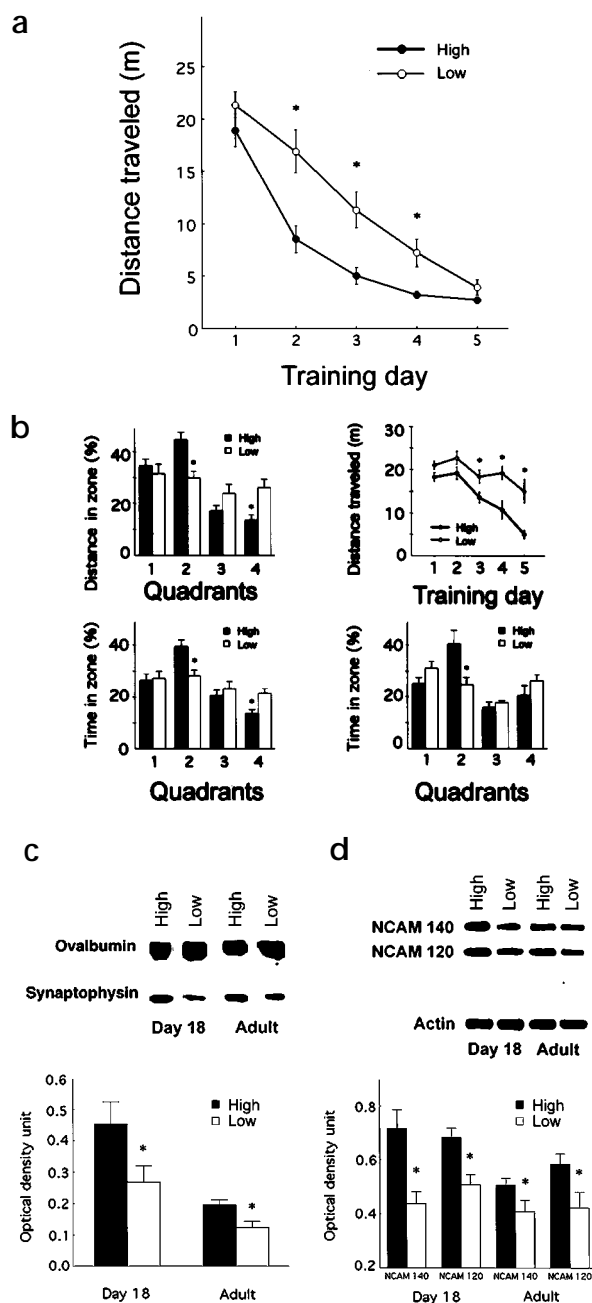 a
Distance traveled (m)
25
20
15
10
5
0
High
Low
*
*
*
1 2 3 4 5
Training day
b
Distance in zone (%)
40
20
0
High
Low
*
*
1 2 3 4
Quadrants
Distance traveled (m)
30
20
10
0
* * *
High
Low
1 2 3 4 5
Training day
Time in zone (%)
40
20
0
High
Low
*
*
1 2 3 4
Quadrants
Time in zone (%)
40
20
0
High
Low
*
1 2 3 4
Quadrants
c
High Low High Low
Ovalbumin
Synaptophysin
Day 18 Adult
Optical density unit
0.6
0.5
0.4
0.3
0.2
0.1
0.0
High
Low
*
*
Day 18 Adult
d
High Low High Low
NCAM 140
NCAM 120
Actin
Day 18 Adult
Optical density unit
0.8
0.6
0.4
0.2
High
Low
* * * *
NCAM 140 NCAM 120 NCAM 140 NCAM 120
Day 18 Adult